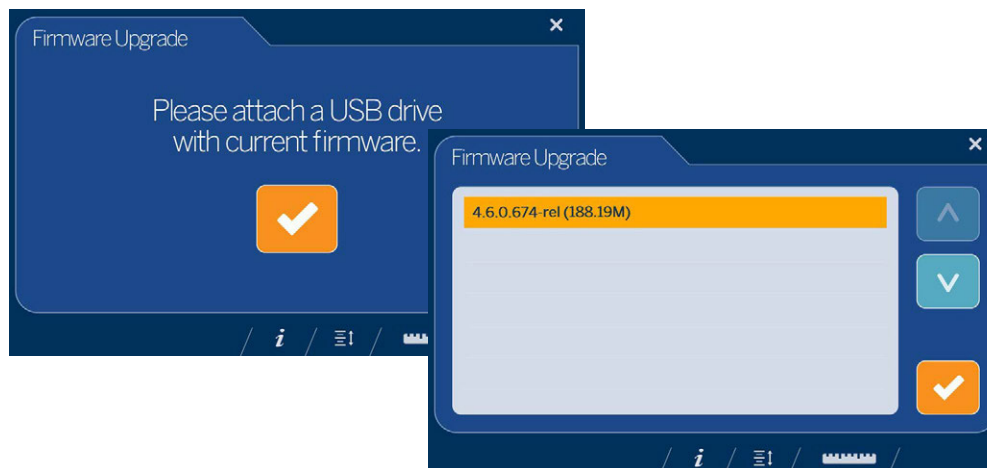 Firmware Upgrade
Please attach a USB drive
with current firmware.
Firmware Upgrade
4.6.0.674-rel (188.19M)